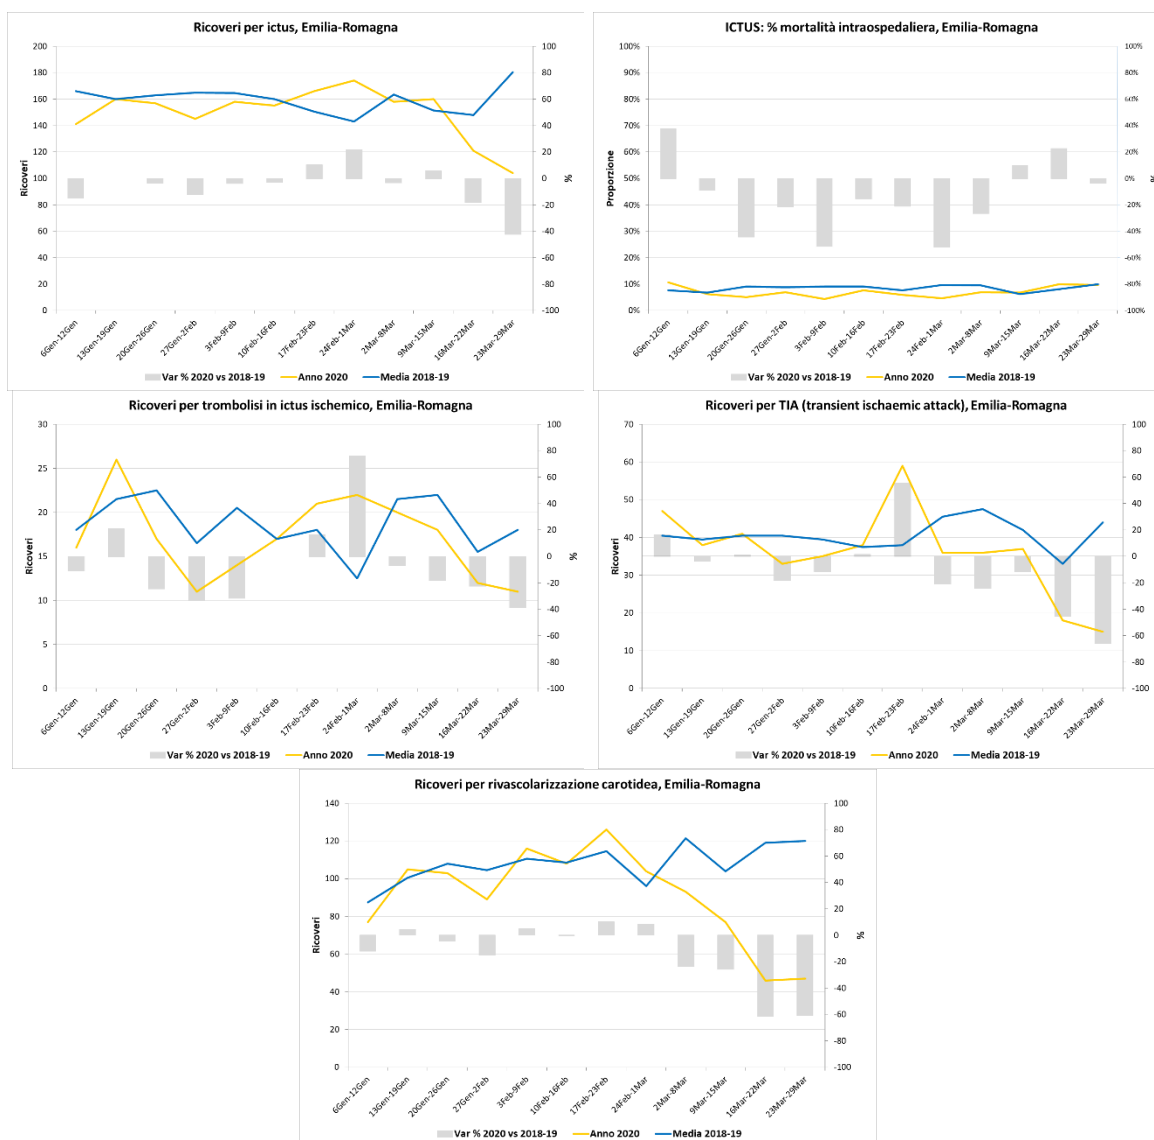 Ricoveri per ictus, Emilia-Romagna
200
180
160
140
120
100
80
60
40
20
0
100
80
60
40
20
0
-20
-40
-60
-80
-100
Ricoveri
%
6Gen-12Gen
13Gen-19Gen
20Gen-26Gen
27Gen-2Feb
3Feb-9Feb
10Feb-16Feb
17Feb-23Feb
24Feb-1Mar
2Mar-8Mar
9Mar-15Mar
16Mar-22Mar
23Mar-29Mar
Var % 2020 vs 2018-19 Anno 2020 Media 2018-19
ICTUS: % mortalità intraospedaliera, Emilia-Romagna
100%
90%
80%
70%
60%
50%
40%
30%
20%
10%
0%
100%
80%
60%
40%
20%
0%
-20%
-40%
-60%
-80%
-100%
Proporzione
%
6Gen-12Gen
13Gen-19Gen
20Gen-26Gen
27Gen-2Feb
3Feb-9Feb
10Feb-16Feb
17Feb-23Feb
24Feb-1Mar
2Mar-8Mar
9Mar-15Mar
16Mar-22Mar
23Mar-29Mar
Var % 2020 vs 2018-19 Anno 2020 Media 2018-19
Ricoveri per trombolisi in ictus ischemico, Emilia-Romagna
30
25
20
15
10
5
0
100
80
60
40
20
0
-20
-40
-60
-80
-100
Ricoveri
%
6Gen-12Gen
13Gen-19Gen
20Gen-26Gen
27Gen-2Feb
3Feb-9Feb
10Feb-16Feb
17Feb-23Feb
24Feb-1Mar
2Mar-8Mar
9Mar-15Mar
16Mar-22Mar
23Mar-29Mar
Var % 2020 vs 2018-19 Anno 2020 Media 2018-19
Ricoveri per TIA (transient ischaemic attack), Emilia-Romagna
70
60
50
40
30
20
10
0
100
80
60
40
20
0
-20
-40
-60
-80
-100
Ricoveri
%
6Gen-12Gen
13Gen-19Gen
20Gen-26Gen
27Gen-2Feb
3Feb-9Feb
10Feb-16Feb
17Feb-23Feb
24Feb-1Mar
2Mar-8Mar
9Mar-15Mar
16Mar-22Mar
23Mar-29Mar
Var % 2020 vs 2018-19 Anno 2020 Media 2018-19
Ricoveri per rivascolarizzazione carotidea, Emilia-Romagna
140
120
100
80
60
40
20
0
100
80
60
40
20
0
-20
-40
-60
-80
-100
Ricoveri
%
6Gen-12Gen
13Gen-19Gen
20Gen-26Gen
27Gen-2Feb
3Feb-9Feb
10Feb-16Feb
17Feb-23Feb
24Feb-1Mar
2Mar-8Mar
9Mar-15Mar
16Mar-22Mar
23Mar-29Mar
Var % 2020 vs 2018-19 Anno 2020 Media 2018-19